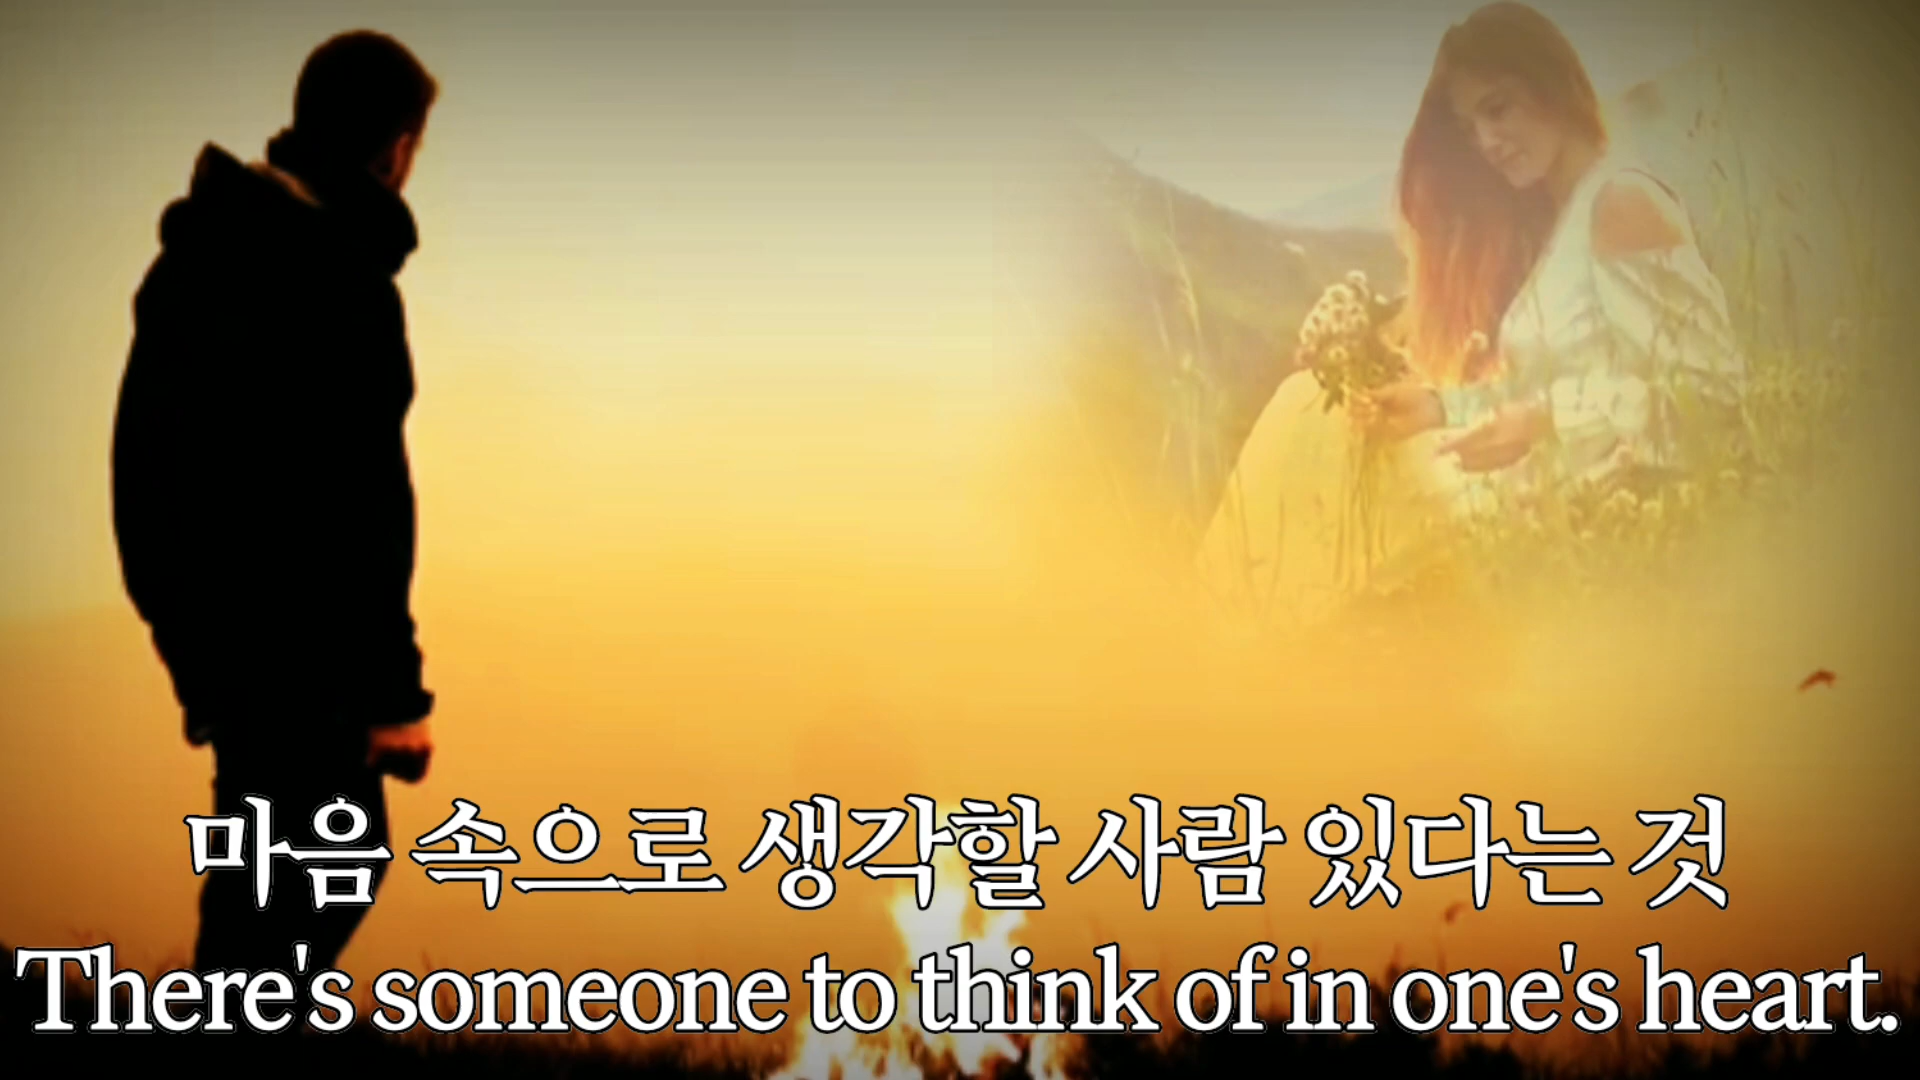 마음 속으로 생각할 사람 있다는 것
There's someone to think of in one's heart.